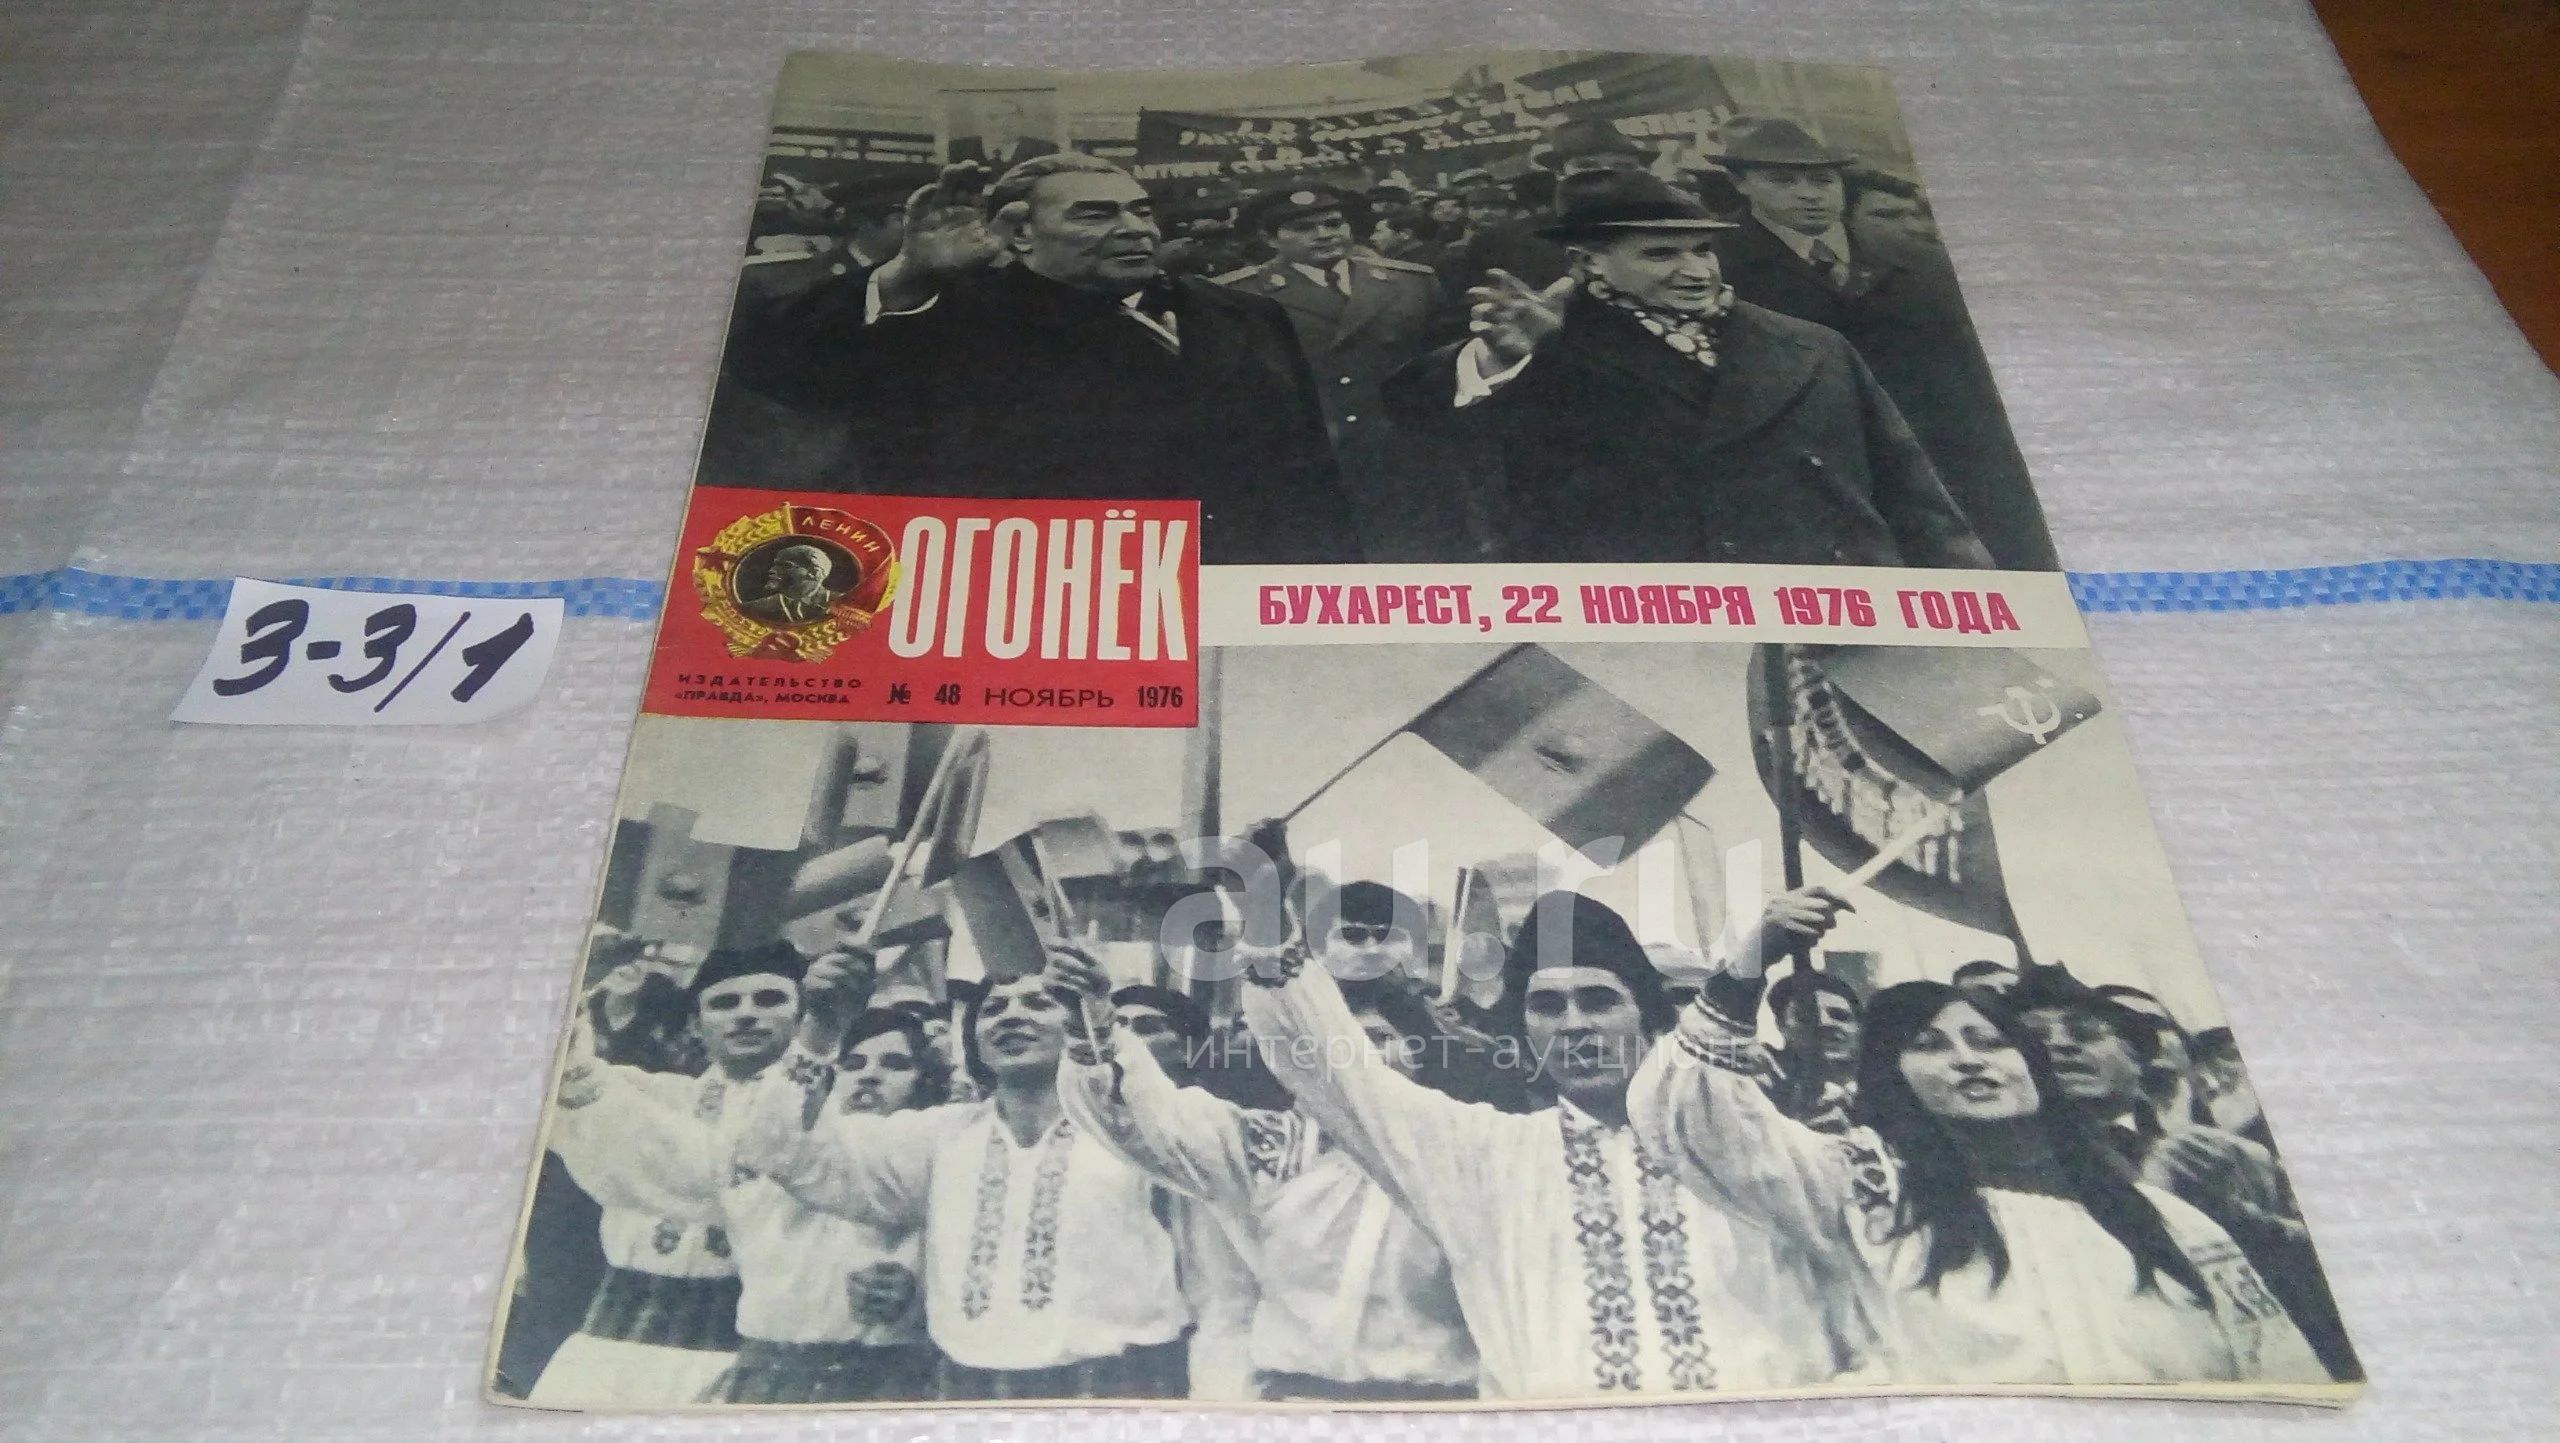 ЛЕНИН
ОГОНЁК
БУХАРЕСТ, 22 НОЯБРЯ 1976 ГОДА
ИЗДАТЕЛЬСТВО
«ПРАВДА», МОСКВА
№ 48 НОЯБРЬ 1976
3-3/1
au.ru
интернет-аукцион